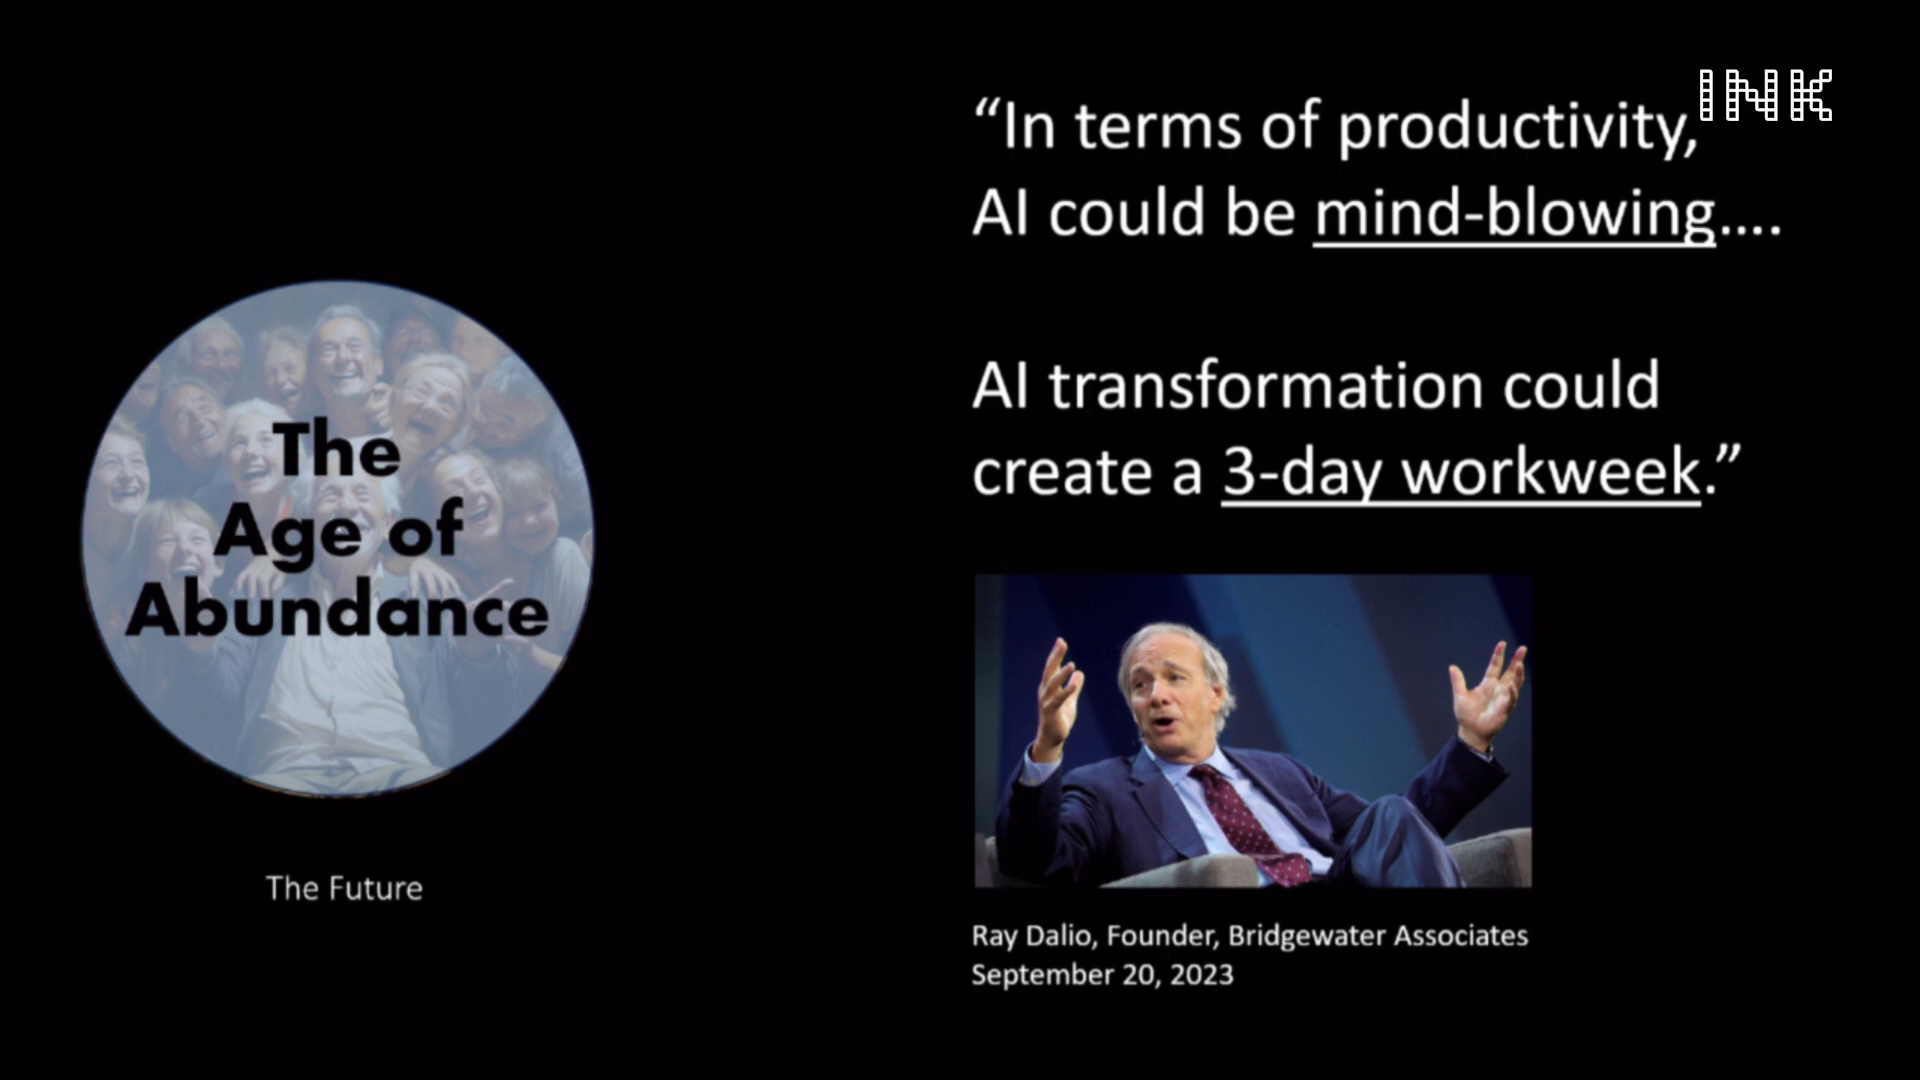 INK
“In terms of productivity,
AI could be mind-blowing....
AI transformation could
create a 3-day workweek.”
The
Age of
Abundance
The Future
Ray Dalio, Founder, Bridgewater Associates
September 20, 2023